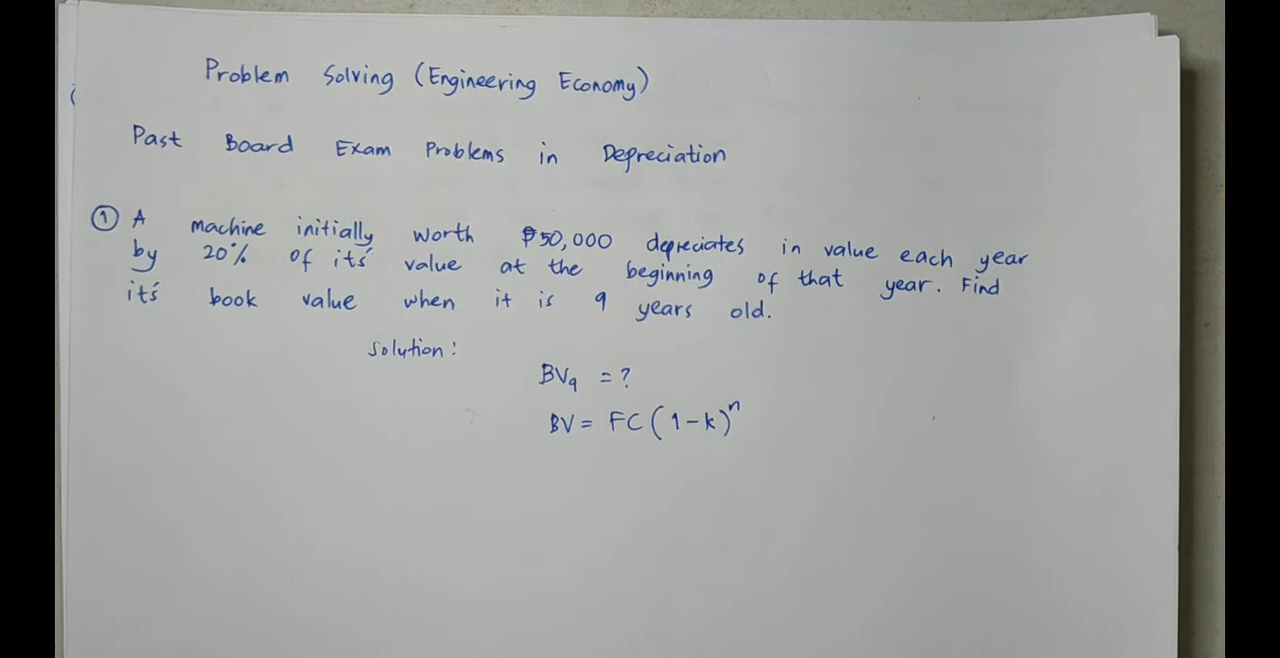 Problem Solving (Engineering Economy)
Past Board Exam Problems in Depreciation
① A machine initially worth ₱50,000 depreciates in value each year
by 20% of it's value at the beginning of that year. Find
it's book value when it is 9 years old.
Solution:
BV₉ = ?
BV = FC(1-k)ⁿ